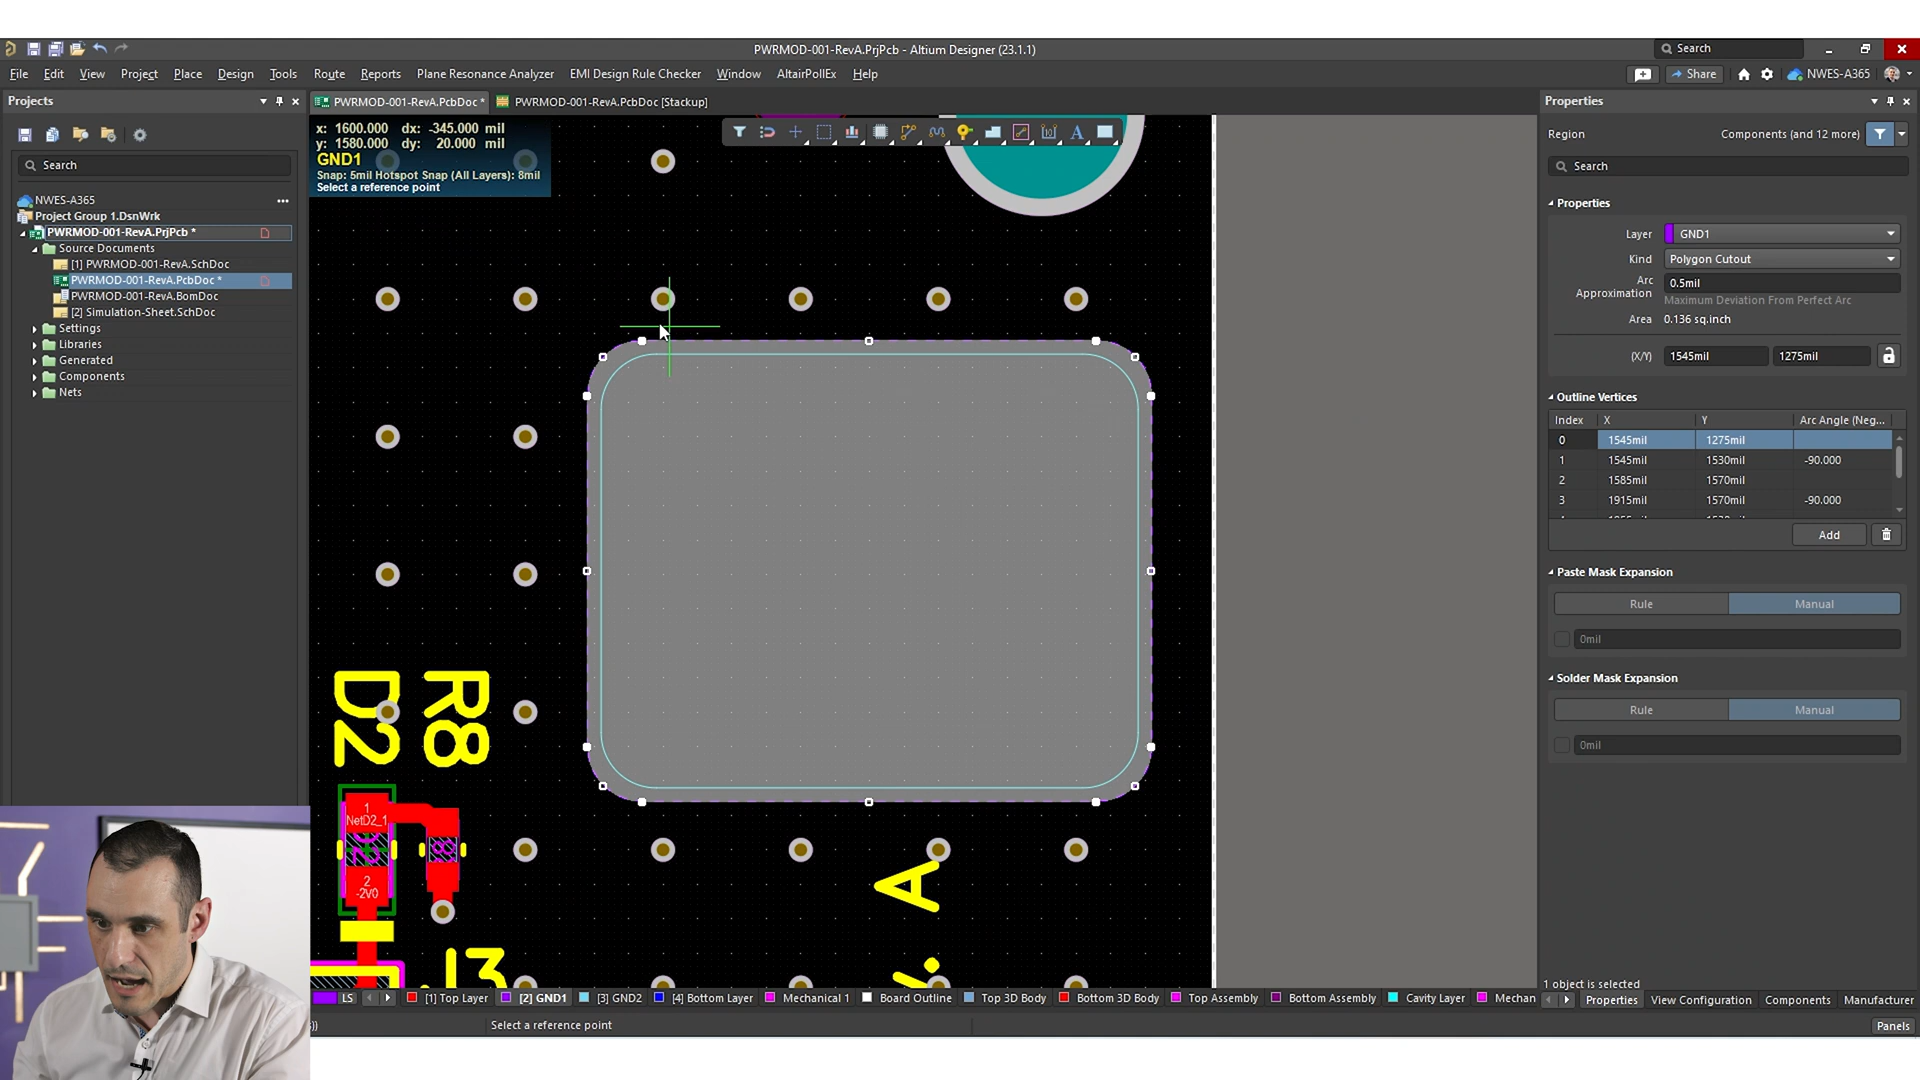 PWRMOD-001-RevA.PrjPcb - Altium Designer (23.1.1)
Search
File Edit View Project Place Design Tools Route Reports Plane Resonance Analyzer EMI Design Rule Checker Window AltairPollEx Help
Share
NWES-A365
Projects
PWRMOD-001-RevA.PcbDoc *
PWRMOD-001-RevA.PcbDoc [Stackup]
Search
NWES-A365
Project Group 1.DsnWrk
PWRMOD-001-RevA.PrjPcb *
Source Documents
[1] PWRMOD-001-RevA.SchDoc
PWRMOD-001-RevA.PcbDoc *
PWRMOD-001-RevA.BomDoc
[2] Simulation-Sheet.SchDoc
Settings
Libraries
Generated
Components
Nets
x: 1600.000 dx: -345.000 mil
y: 1580.000 dy: 20.000 mil
GND1
Snap: 5mil Hotspot Snap (All Layers): 8mil
Select a reference point
D2
R8
1
NetD2_1
2
-2V0
J3
A
Properties
Region
Components (and 12 more)
Search
Properties
Layer GND1
Kind Polygon Cutout
Arc Approximation 0.5mil
Maximum Deviation From Perfect Arc
Area 0.136 sq.inch
(X/Y) 1545mil 1275mil
Outline Vertices
Index X Y Arc Angle (Neg...
0 1545mil 1275mil
1 1545mil 1530mil -90.000
2 1585mil 1570mil
3 1915mil 1570mil -90.000
Add
Paste Mask Expansion
Rule Manual
0mil
Solder Mask Expansion
Rule Manual
0mil
1 object is selected
LS
[1] Top Layer
[2] GND1
[3] GND2
[4] Bottom Layer
Mechanical 1
Board Outline
Top 3D Body
Bottom 3D Body
Top Assembly
Bottom Assembly
Cavity Layer
Mechan
Properties View Configuration Components Manufacturer
Select a reference point
Panels